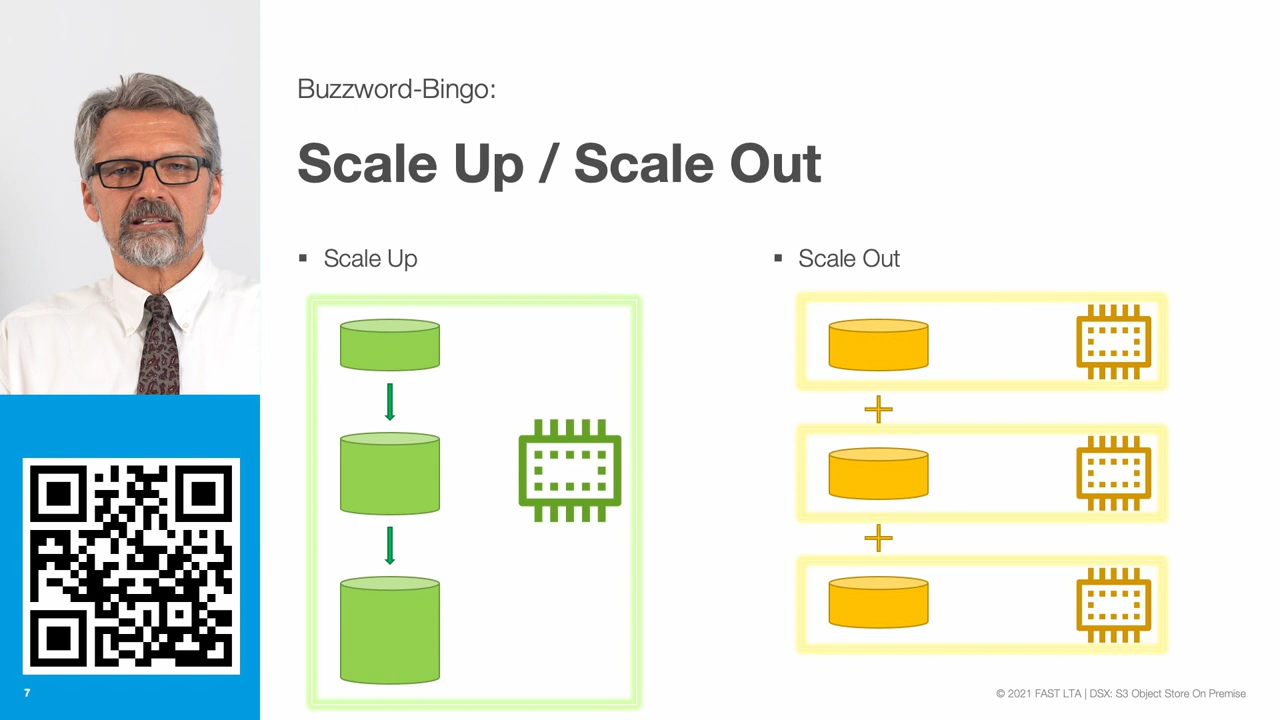 Buzzword-Bingo:
Scale Up / Scale Out
▪ Scale Up
▪ Scale Out
7
© 2021 FAST LTA | DSX: S3 Object Store On Premise